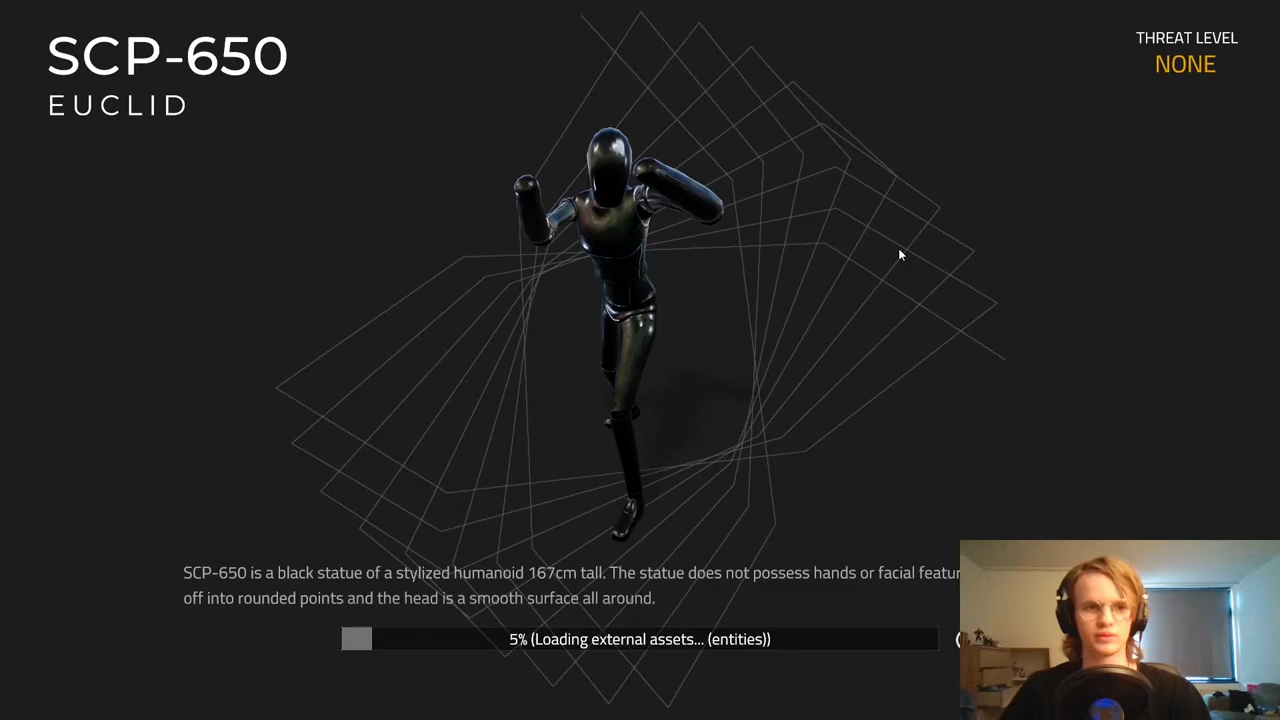 SCP-650
EUCLID
THREAT LEVEL
NONE
SCP-650 is a black statue of a stylized humanoid 167cm tall. The statue does not possess hands or facial
off into rounded points and the head is a smooth surface all around.
5% (Loading external assets... (entities))